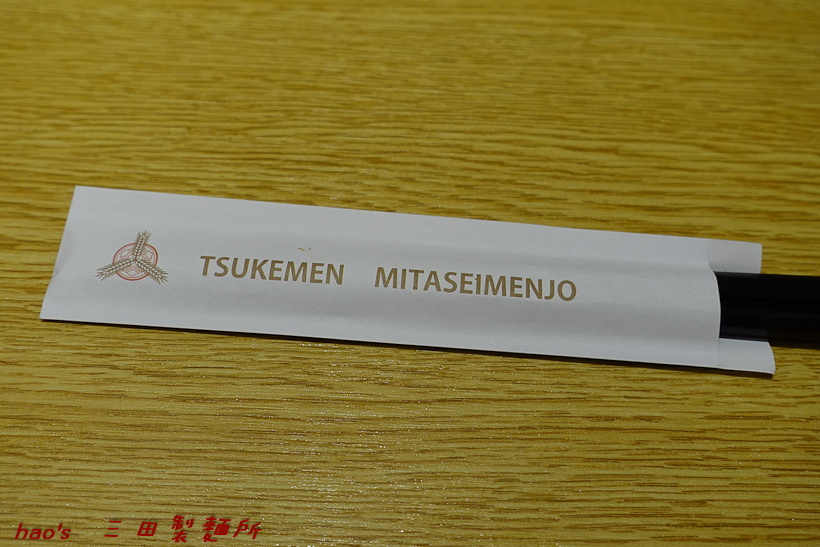 TSUKEMEN MITASEIMENJO
hao's 三田製麵所